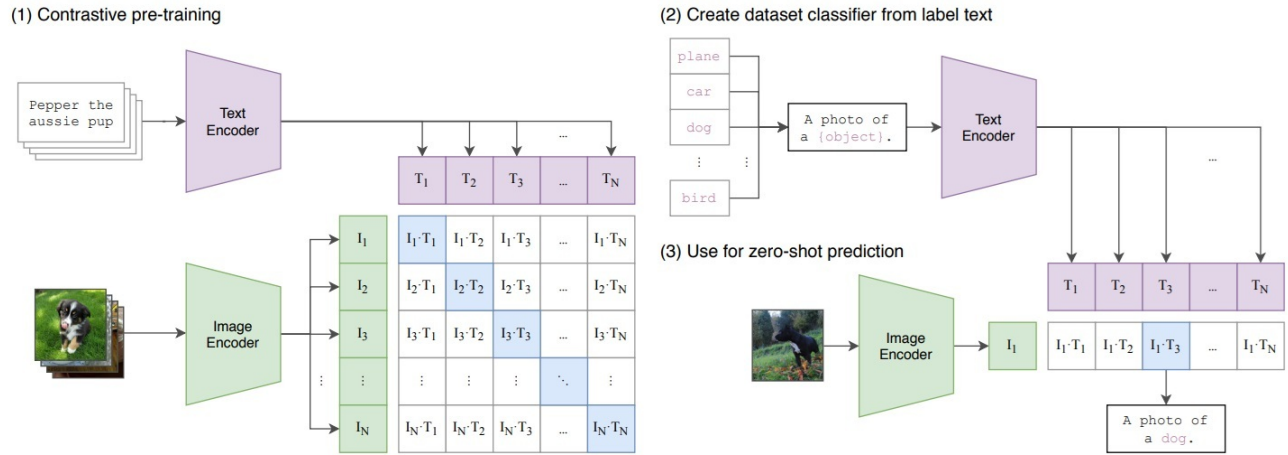 (1) Contrastive pre-training
Pepper the
aussie pup
Text
Encoder
...
T1 T2 T3 ... TN
I1 I1·T1 I1·T2 I1·T3 ... I1·TN
I2 I2·T1 I2·T2 I2·T3 ... I2·TN
Image
Encoder
I3 I3·T1 I3·T2 I3·T3 ... I3·TN
⋮ ⋮ ⋮ ⋮ ⋮ ⋱ ⋮
IN IN·T1 IN·T2 IN·T3 ... IN·TN
(2) Create dataset classifier from label text
plane
car
dog
⋮ ⋮
bird
A photo of
a {object}.
Text
Encoder
...
(3) Use for zero-shot prediction
T1 T2 T3 ... TN
Image
Encoder
I1 I1·T1 I1·T2 I1·T3 ... I1·TN
A photo of
a dog.